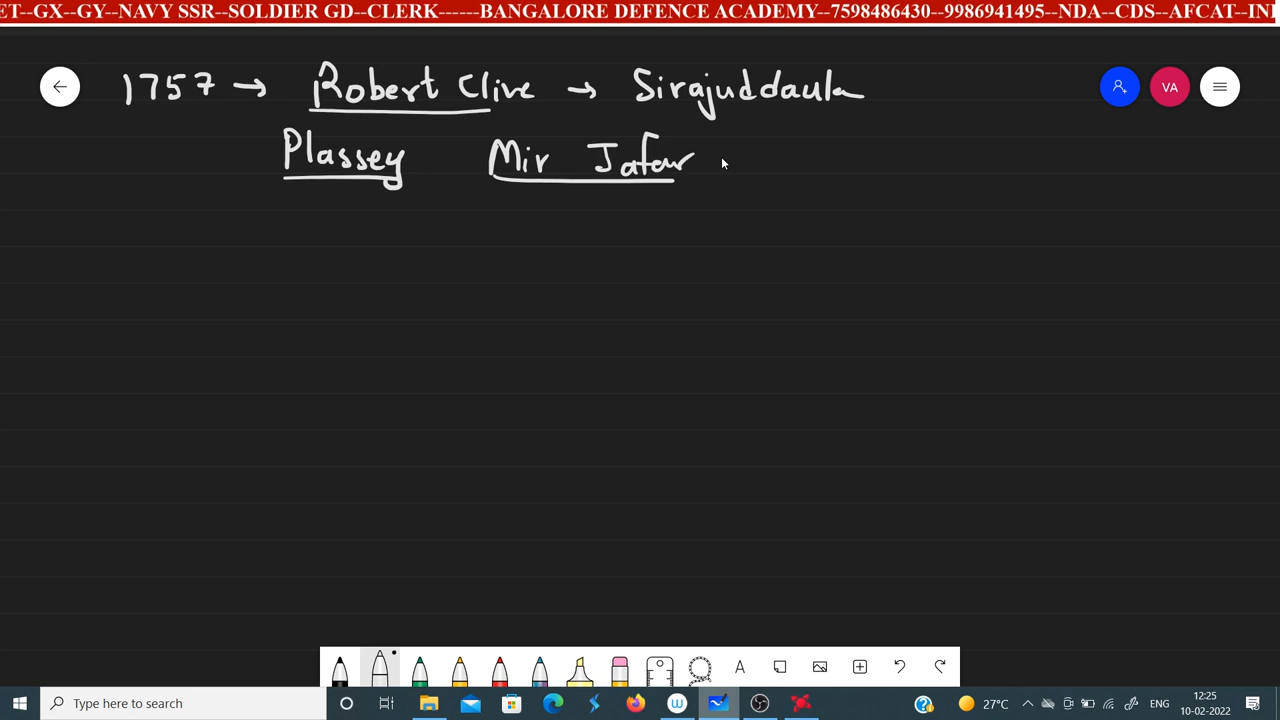 ET--GX--GY--NAVY SSR--SOLDIER GD--CLERK------BANGALORE DEFENCE ACADEMY--7598486430--9986941495--NDA--CDS--AFCAT--INI
1757 → Robert Clive → Sirajuddaula
VA
Plassey Mir Jafar
A
Type here to search
27°C
ENG
12:25
10-02-2022